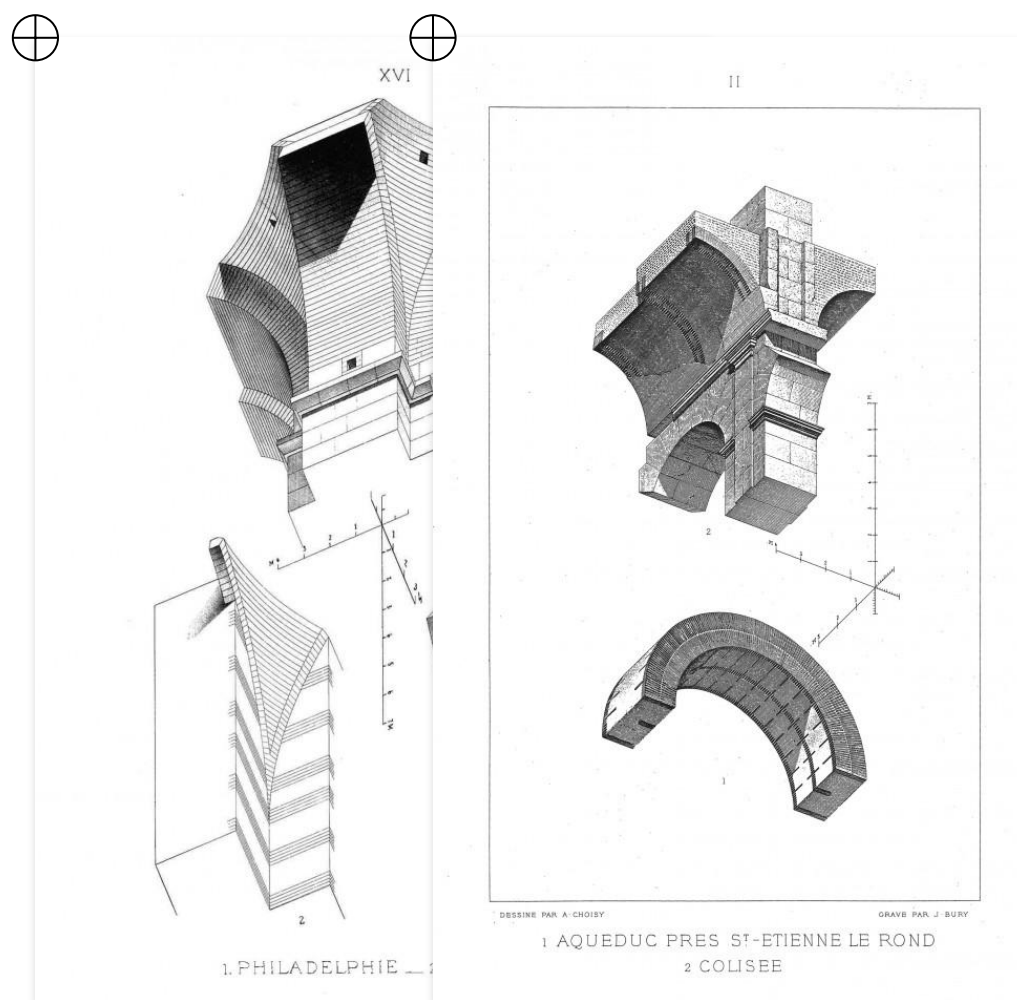 XVI
2
1. PHILADELPHIE _
II
2
1
DESSINE PAR A-CHOISY
GRAVE PAR J-BURY
1 AQUEDUC PRES ST-ETIENNE LE ROND
2 COLISEE